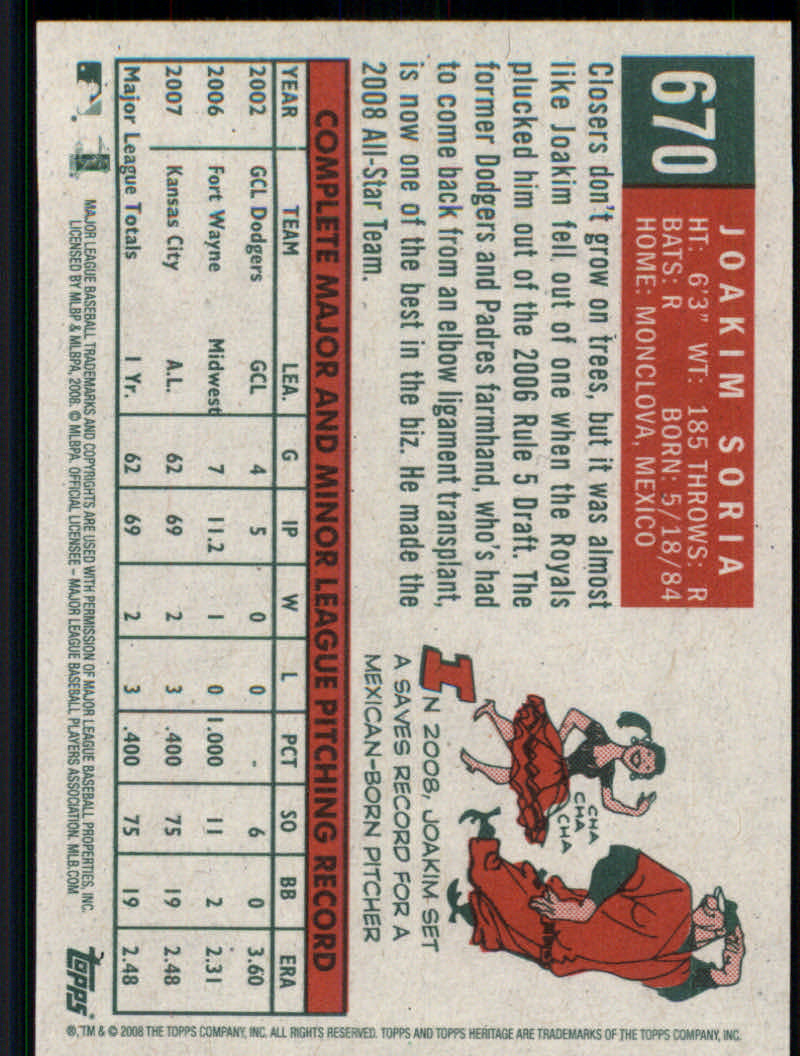 670
JOAKIM SORIA
HT: 6'3" WT: 185 THROWS: R
BATS: R BORN: 5/18/84
HOME: MONCLOVA, MEXICO
Closers don't grow on trees, but it was almost
like Joakim fell out of one when the Royals
plucked him out of the 2006 Rule 5 Draft. The
former Dodgers and Padres farmhand, who's had
to come back from an elbow ligament transplant,
is now one of the best in the biz. He made the
2008 All-Star Team.
CHA
CHA
CHA
IN 2008, JOAKIM SET
A SAVES RECORD FOR A
MEXICAN-BORN PITCHER
COMPLETE MAJOR AND MINOR LEAGUE PITCHING RECORD
YEAR TEAM LEA. G IP W L PCT SO BB ERA
2002 GCL Dodgers GCL 4 5 0 0 - 6 0 3.60
2006 Fort Wayne Midwest 7 11.2 1 0 1.000 11 2 2.31
2007 Kansas City A.L. 62 69 2 3 .400 75 19 2.48
Major League Totals 1 Yr. 62 69 2 3 .400 75 19 2.48
MAJOR LEAGUE BASEBALL TRADEMARKS AND COPYRIGHTS ARE USED WITH PERMISSION OF MAJOR LEAGUE BASEBALL PROPERTIES, INC.
LICENSED BY MLBP & MLBPA, 2008. © MLBPA. OFFICIAL LICENSEE – MAJOR LEAGUE BASEBALL PLAYERS ASSOCIATION. MLB.COM
Topps
®,™ & © 2008 THE TOPPS COMPANY, INC. ALL RIGHTS RESERVED. TOPPS AND TOPPS HERITAGE ARE TRADEMARKS OF THE TOPPS COMPANY, INC.